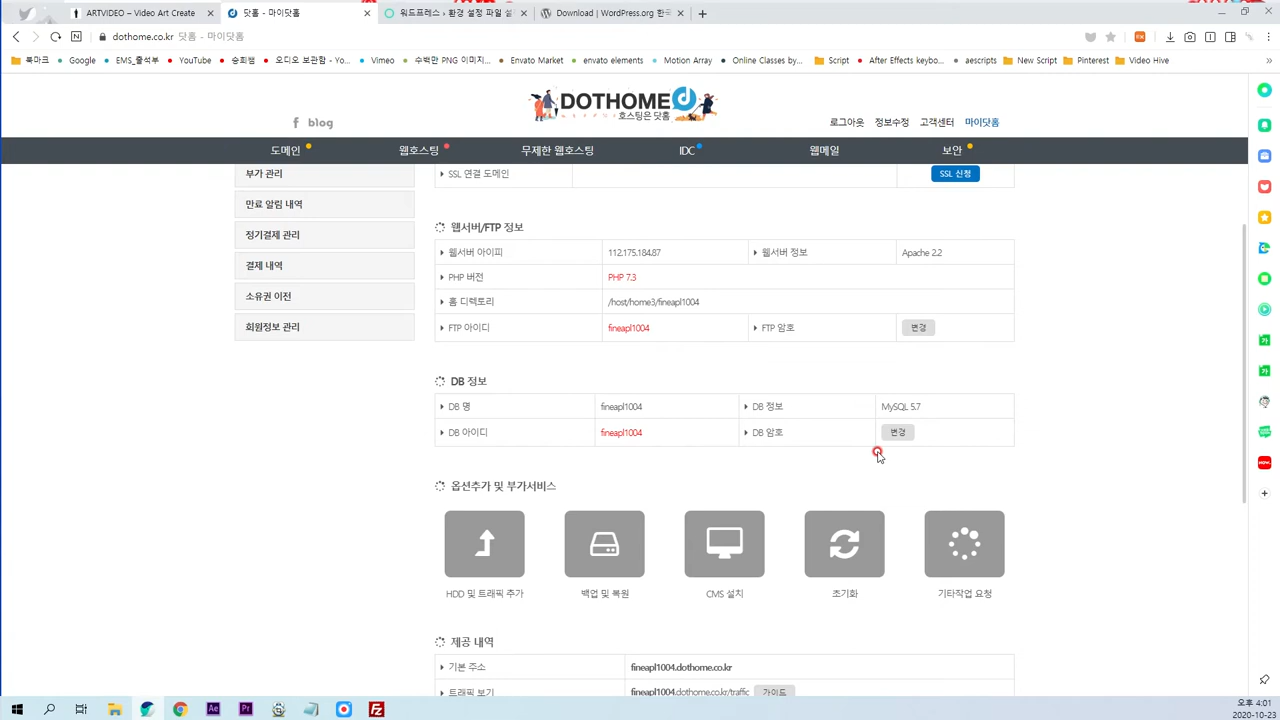 ARTVIDEO – Video Art Create
닷홈 - 마이닷홈
워드프레스 › 환경 설정 파일 설
Download | WordPress.org 한국
dothome.co.kr 닷홈 - 마이닷홈
북마크
Google
EMS_출석부
YouTube
승희쌤
오디오 보관함 - Yo...
Vimeo
수백만 PNG 이미지...
Envato Market
envato elements
Motion Array
Online Classes by...
Script
After Effects keybo...
aescripts
New Script
Pinterest
Video Hive
f blog
DOTHOME
호스팅은 닷홈
로그아웃 정보수정 고객센터 마이닷홈
도메인 웹호스팅 무제한 웹호스팅 IDC 웹메일 보안
부가 관리
만료 알림 내역
정기결제 관리
결제 내역
소유권 이전
회원정보 관리
SSL 연결 도메인 SSL 신청
웹서버/FTP 정보
웹서버 아이피 112.175.184.87 웹서버 정보 Apache 2.2
PHP 버전 PHP 7.3
홈 디렉토리 /host/home3/fineapl1004
FTP 아이디 fineapl1004 FTP 암호 변경
DB 정보
DB 명 fineapl1004 DB 정보 MySQL 5.7
DB 아이디 fineapl1004 DB 암호 변경
옵션추가 및 부가서비스
HDD 및 트래픽 추가 백업 및 복원 CMS 설치 초기화 기타작업 요청
제공 내역
기본 주소 fineapl1004.dothome.co.kr
트래픽 보기 fineapl1004.dothome.co.kr/traffic 가이드
오후 4:01
2020-10-23